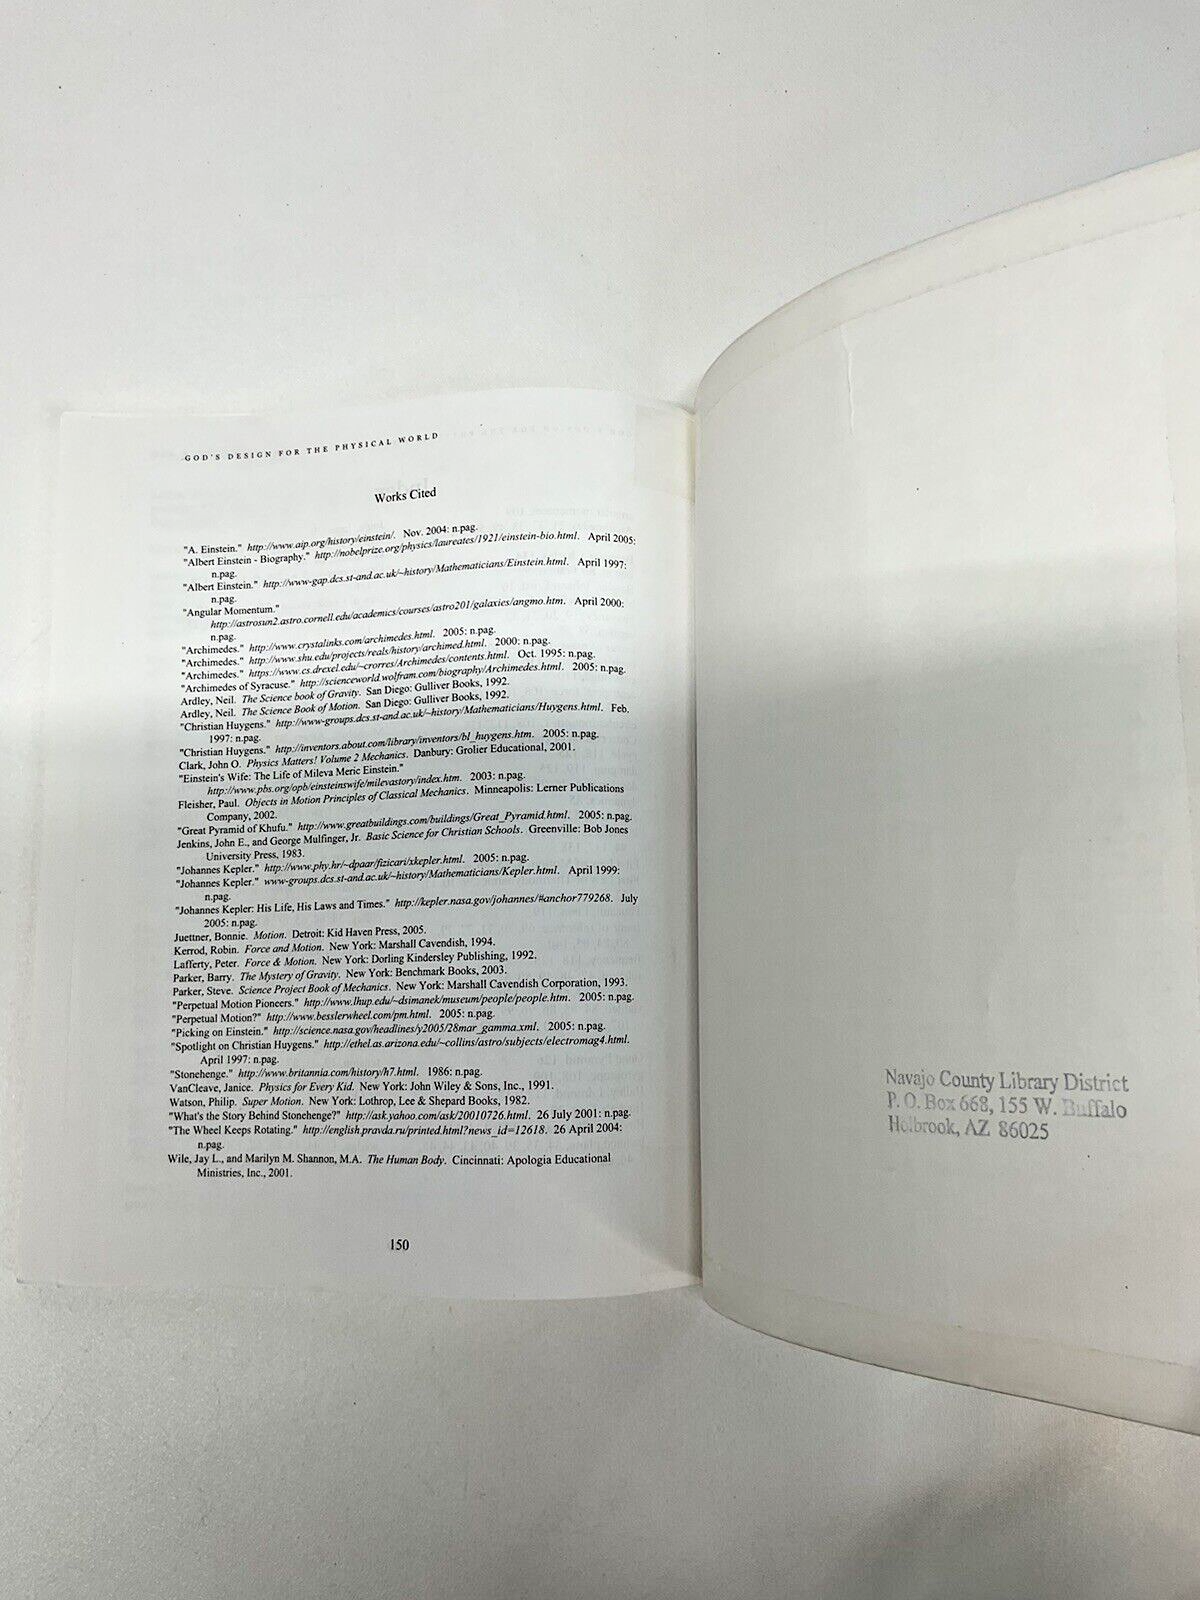 GOD'S DESIGN FOR THE PHYSICAL WORLD
Works Cited
"A. Einstein." http://www.aip.org/history/einstein/. Nov. 2004: n.pag.
"Albert Einstein - Biography." http://nobelprize.org/physics/laureates/1921/einstein-bio.html. April 2005:
n.pag.
"Albert Einstein." http://www-gap.dcs.st-and.ac.uk/~history/Mathematicians/Einstein.html. April 1997:
n.pag.
"Angular Momentum."
http://astrosun2.astro.cornell.edu/academics/courses/astro201/galaxies/angmo.htm. April 2000:
n.pag.
"Archimedes." http://www.crystalinks.com/archimedes.html. 2005: n.pag.
"Archimedes." http://www.shu.edu/projects/reals/history/archimed.html. 2000: n.pag.
"Archimedes." https://www.cs.drexel.edu/~crorres/Archimedes/contents.html. Oct. 1995: n.pag.
"Archimedes of Syracuse." http://scienceworld.wolfram.com/biography/Archimedes.html. 2005: n.pag.
Ardley, Neil. The Science book of Gravity. San Diego: Gulliver Books, 1992.
Ardley, Neil. The Science Book of Motion. San Diego: Gulliver Books, 1992.
"Christian Huygens." http://www-groups.dcs.st-and.ac.uk/~history/Mathematicians/Huygens.html. Feb.
1997: n.pag.
"Christian Huygens." http://inventors.about.com/library/inventors/bl_huygens.htm. 2005: n.pag.
Clark, John O. Physics Matters! Volume 2 Mechanics. Danbury: Grolier Educational, 2001.
"Einstein's Wife: The Life of Mileva Meric Einstein."
http://www.pbs.org/opb/einsteinswife/milevastory/index.htm. 2003: n.pag.
Fleisher, Paul. Objects in Motion Principles of Classical Mechanics. Minneapolis: Lerner Publications
Company, 2002.
"Great Pyramid of Khufu." http://www.greatbuildings.com/buildings/Great_Pyramid.html. 2005: n.pag.
Jenkins, John E., and George Mulfinger, Jr. Basic Science for Christian Schools. Greenville: Bob Jones
University Press, 1983.
"Johannes Kepler." http://www.phy.hr/~dpaar/fizicari/xkepler.html. 2005: n.pag.
"Johannes Kepler." www-groups.dcs.st-and.ac.uk/~history/Mathematicians/Kepler.html. April 1999:
n.pag.
"Johannes Kepler: His Life, His Laws and Times." http://kepler.nasa.gov/johannes/#anchor779268. July
2005: n.pag.
Juettner, Bonnie. Motion. Detroit: Kid Haven Press, 2005.
Kerrod, Robin. Force and Motion. New York: Marshall Cavendish, 1994.
Lafferty, Peter. Force & Motion. New York: Dorling Kindersley Publishing, 1992.
Parker, Barry. The Mystery of Gravity. New York: Benchmark Books, 2003.
Parker, Steve. Science Project Book of Mechanics. New York: Marshall Cavendish Corporation, 1993.
"Perpetual Motion Pioneers." http://www.lhup.edu/~dsimanek/museum/people/people.htm. 2005: n.pag.
"Perpetual Motion?" http://www.besslerwheel.com/pm.html. 2005: n.pag.
"Picking on Einstein." http://science.nasa.gov/headlines/y2005/28mar_gamma.xml. 2005: n.pag.
"Spotlight on Christian Huygens." http://ethel.as.arizona.edu/~collins/astro/subjects/electromag4.html.
April 1997: n.pag.
"Stonehenge." http://www.britannia.com/history/h7.html. 1986: n.pag.
VanCleave, Janice. Physics for Every Kid. New York: John Wiley & Sons, Inc., 1991.
Watson, Philip. Super Motion. New York: Lothrop, Lee & Shepard Books, 1982.
"What's the Story Behind Stonehenge?" http://ask.yahoo.com/ask/20010726.html. 26 July 2001: n.pag.
"The Wheel Keeps Rotating." http://english.pravda.ru/printed.html?news_id=12618. 26 April 2004:
n.pag.
Wile, Jay L., and Marilyn M. Shannon, M.A. The Human Body. Cincinnati: Apologia Educational
Ministries, Inc., 2001.
150
Navajo County Library District
P.O. Box 668, 155 W. Buffalo
Holbrook, AZ 86025